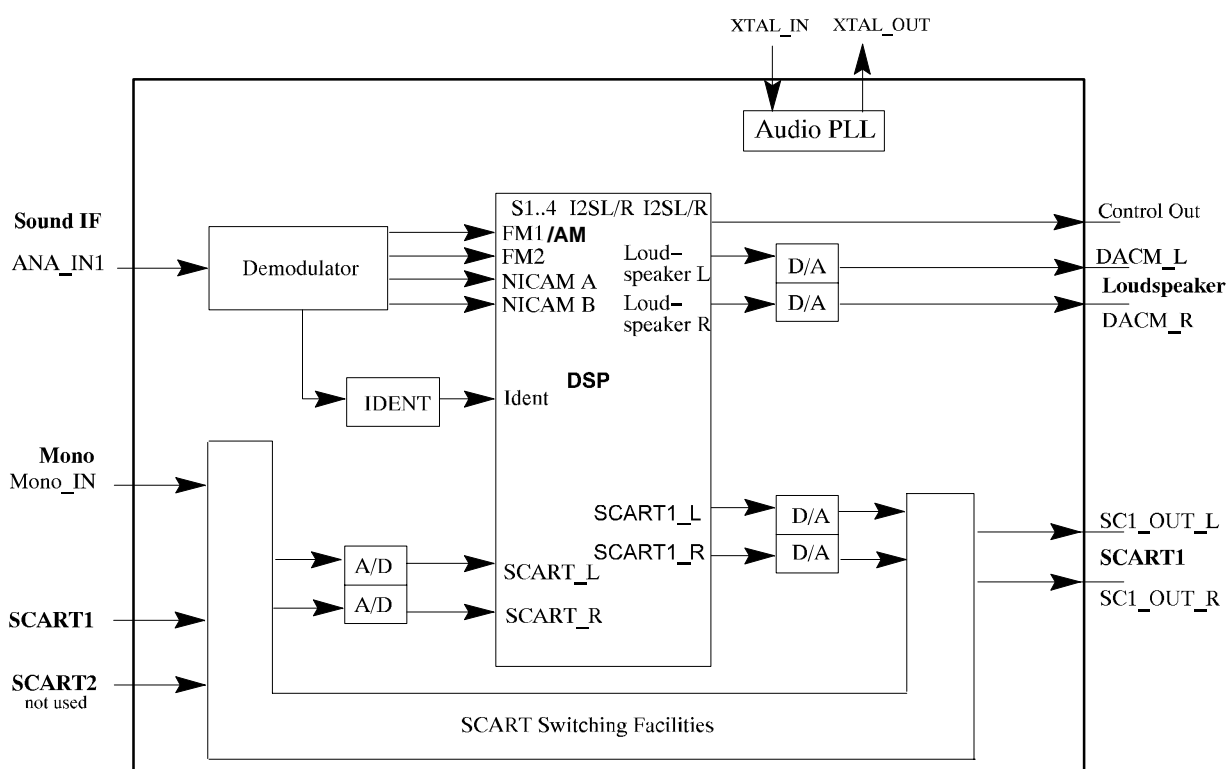 XTAL_IN XTAL_OUT
Audio PLL
Sound IF
ANA_IN1
Demodulator
S1..4 I2SL/R I2SL/R
FM1/AM
FM2
NICAM A
NICAM B
Loud-
speaker L
Loud-
speaker R
D/A
D/A
Control Out
DACM_L
Loudspeaker
DACM_R
IDENT
Ident
DSP
Mono
Mono_IN
SCART1
SCART2
not used
A/D
A/D
SCART_L
SCART_R
SCART1_L
SCART1_R
D/A
D/A
SC1_OUT_L
SCART1
SC1_OUT_R
SCART Switching Facilities